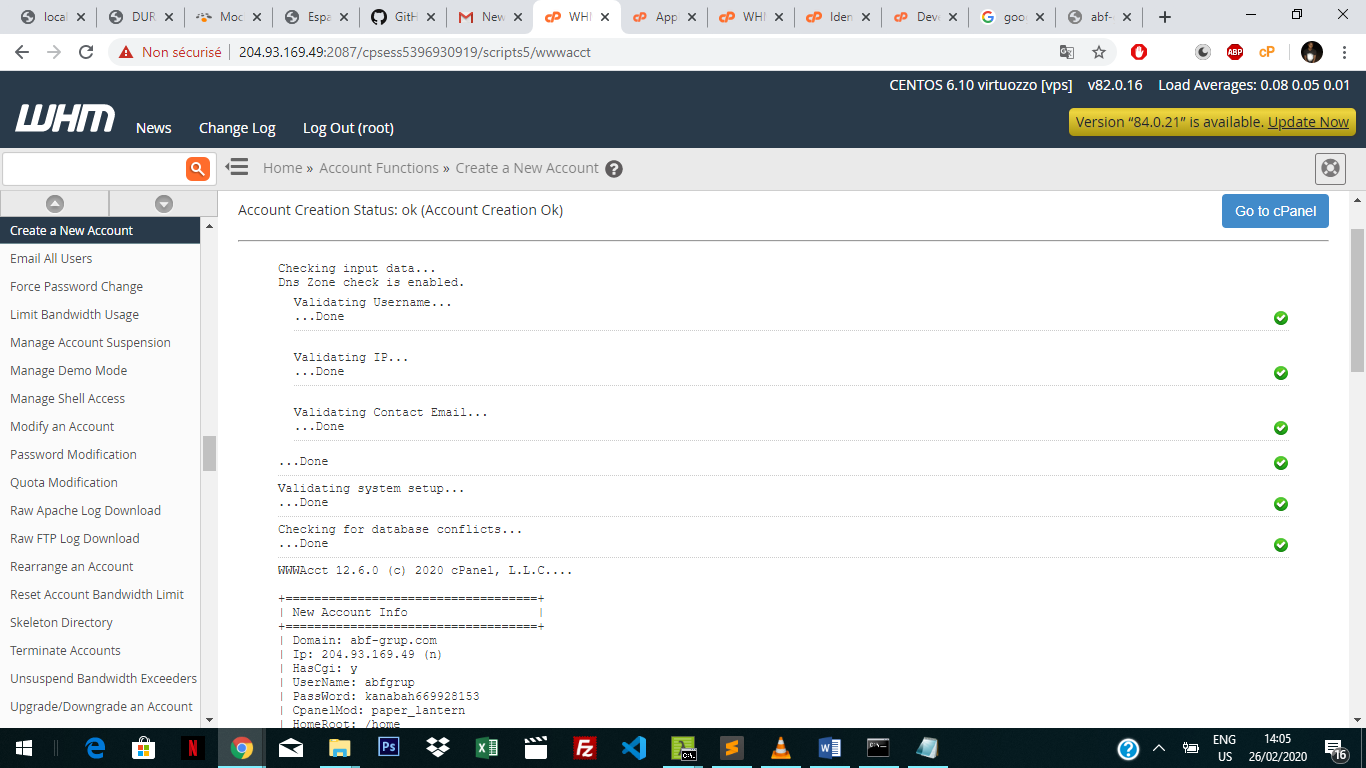 local
DUR
Moc
Espa
GitH
New
WHI
App
WHI
Iden
Deve
goo
abf-
Non sécurisé
204.93.169.49:2087/cpsess5396930919/scripts5/wwwacct
ABP
cP
CENTOS 6.10 virtuozzo [vps] v82.0.16 Load Averages: 0.08 0.05 0.01
WHM
News Change Log Log Out (root)
Version “84.0.21” is available. Update Now
Home » Account Functions » Create a New Account
Create a New Account
Email All Users
Force Password Change
Limit Bandwidth Usage
Manage Account Suspension
Manage Demo Mode
Manage Shell Access
Modify an Account
Password Modification
Quota Modification
Raw Apache Log Download
Raw FTP Log Download
Rearrange an Account
Reset Account Bandwidth Limit
Skeleton Directory
Terminate Accounts
Unsuspend Bandwidth Exceeders
Upgrade/Downgrade an Account
Account Creation Status: ok (Account Creation Ok)
Go to cPanel
Checking input data...
Dns Zone check is enabled.
Validating Username...
...Done
Validating IP...
...Done
Validating Contact Email...
...Done
...Done
Validating system setup...
...Done
Checking for database conflicts...
...Done
WWWAcct 12.6.0 (c) 2020 cPanel, L.L.C....
+===================================+
| New Account Info |
+===================================+
| Domain: abf-grup.com
| Ip: 204.93.169.49 (n)
| HasCgi: y
| UserName: abfgrup
| PassWord: kanabah669928153
| CpanelMod: paper_lantern
| HomeRoot: /home
ENG
US
14:05
26/02/2020
16